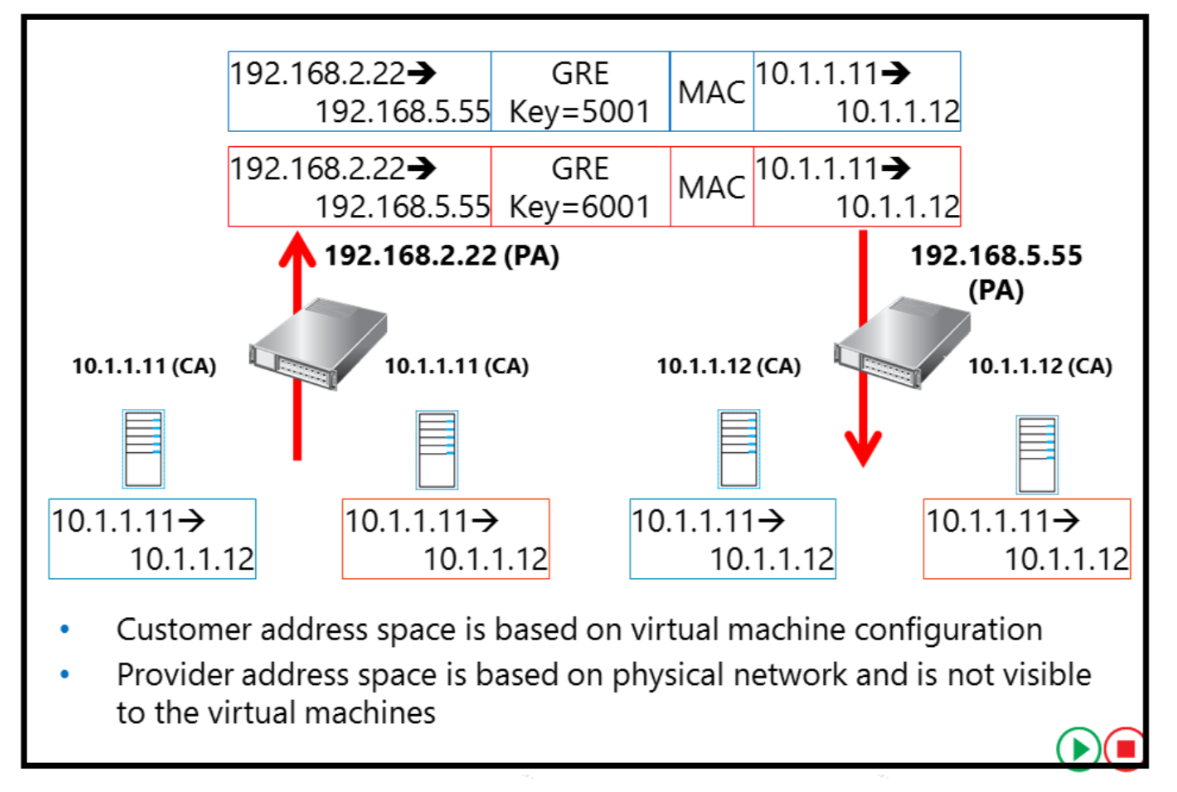 192.168.2.22➔
192.168.5.55
GRE
Key=5001
MAC
10.1.1.11➔
10.1.1.12
192.168.2.22➔
192.168.5.55
GRE
Key=6001
MAC
10.1.1.11➔
10.1.1.12
192.168.2.22 (PA)
192.168.5.55
(PA)
10.1.1.11 (CA)
10.1.1.11 (CA)
10.1.1.12 (CA)
10.1.1.12 (CA)
10.1.1.11→
10.1.1.12
10.1.1.11→
10.1.1.12
10.1.1.11→
10.1.1.12
10.1.1.11→
10.1.1.12
• Customer address space is based on virtual machine configuration
• Provider address space is based on physical network and is not visible
to the virtual machines